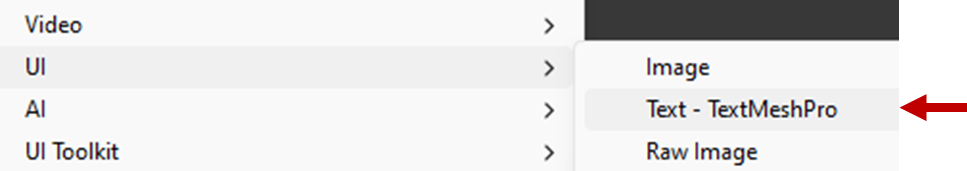 Video
UI
AI
UI Toolkit
Image
Text - TextMeshPro
Raw Image